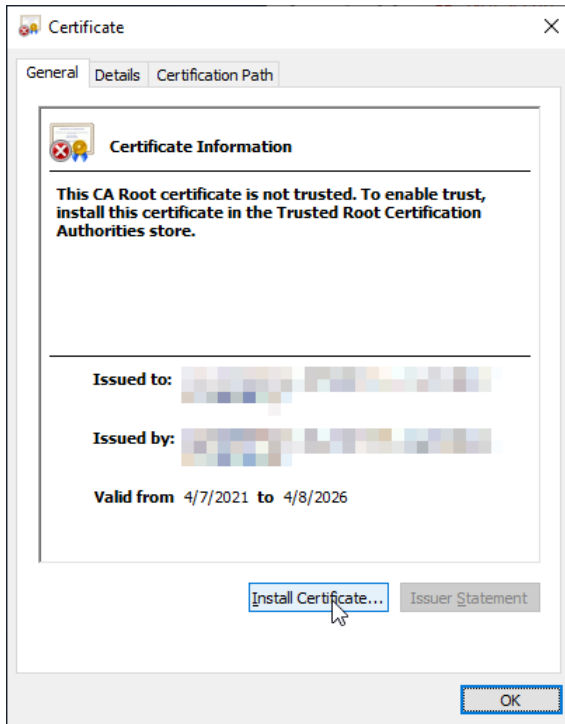 Certificate
General Details Certification Path
Certificate Information
This CA Root certificate is not trusted. To enable trust,
install this certificate in the Trusted Root Certification
Authorities store.
Issued to:
Issued by:
Valid from 4/7/2021 to 4/8/2026
Install Certificate... Issuer Statement
OK